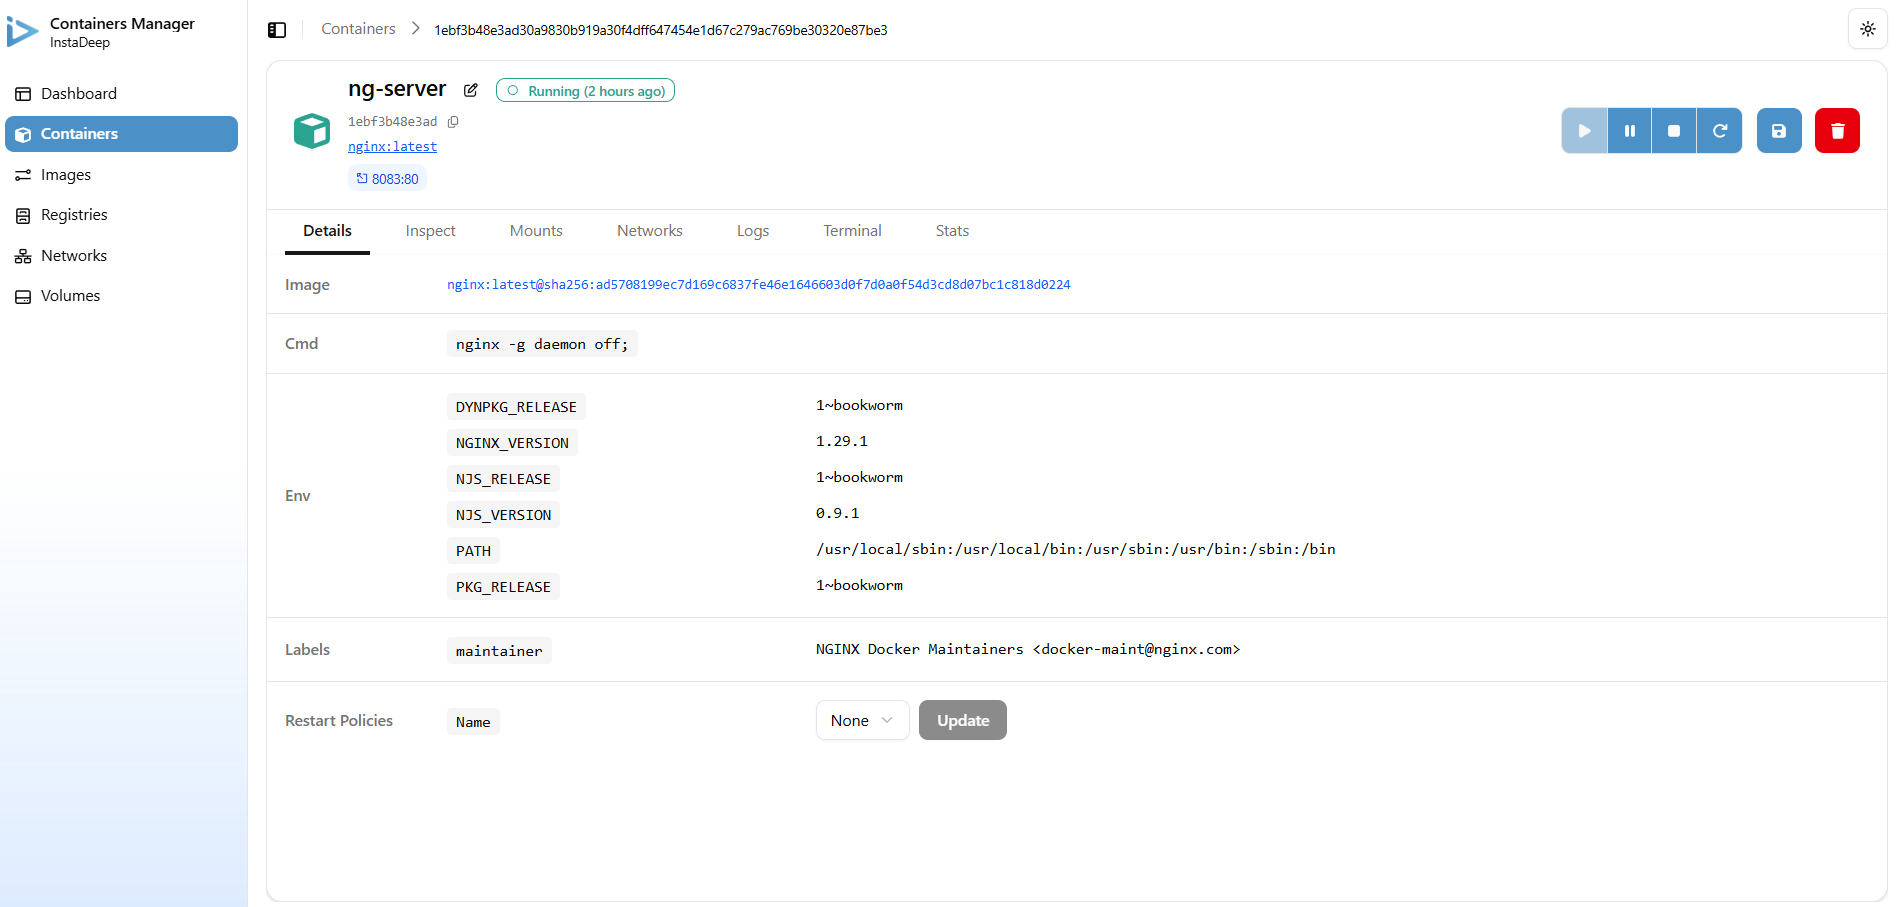 Containers Manager
InstaDeep
Dashboard
Containers
Images
Registries
Networks
Volumes
Containers > 1ebf3b48e3ad30a9830b919a30f4dff647454e1d67c279ac769be30320e87be3
ng-server
Running (2 hours ago)
1ebf3b48e3ad
nginx:latest
8083:80
Details Inspect Mounts Networks Logs Terminal Stats
Image nginx:latest@sha256:ad5708199ec7d169c6837fe46e1646603d0f7d0a0f54d3cd8d07bc1c818d0224
Cmd nginx -g daemon off;
Env
DYNPKG_RELEASE 1~bookworm
NGINX_VERSION 1.29.1
NJS_RELEASE 1~bookworm
NJS_VERSION 0.9.1
PATH /usr/local/sbin:/usr/local/bin:/usr/sbin:/usr/bin:/sbin:/bin
PKG_RELEASE 1~bookworm
Labels maintainer NGINX Docker Maintainers <docker-maint@nginx.com>
Restart Policies Name None Update